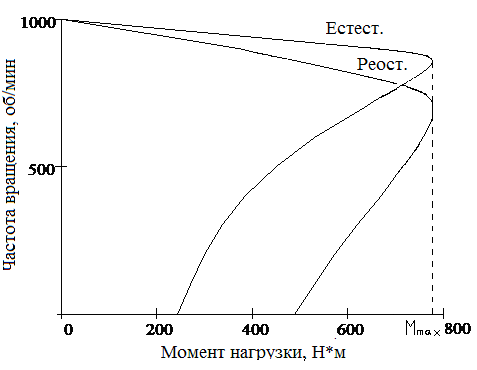 1000
Естест.
Реост.
500
Частота вращения, об/мин
0 200 400 600 Mmax 800
Момент нагрузки, Н*м